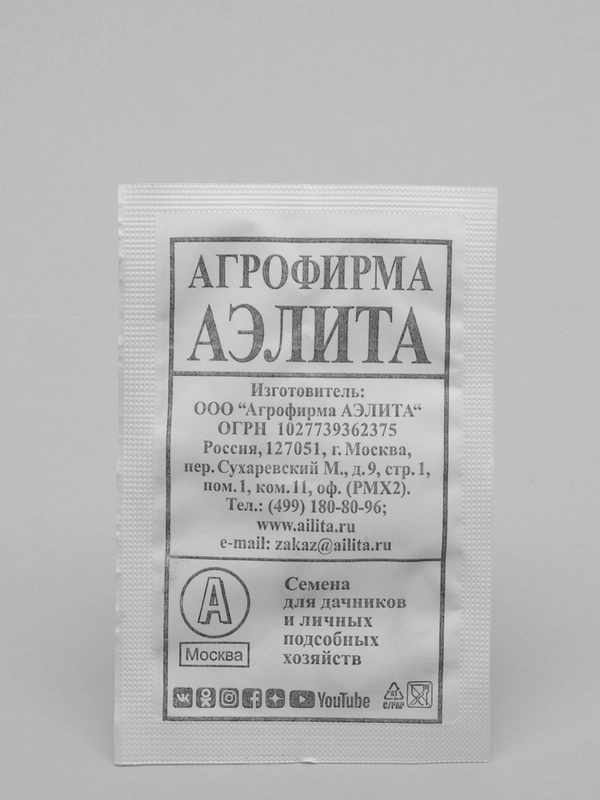 АГРОФИРМА
АЭЛИТА
Изготовитель:
ООО “Агрофирма АЭЛИТА“
ОГРН 1027739362375
Россия, 127051, г. Москва,
пер. Сухаревский М., д. 9, стр. 1,
пом. 1, ком. 11, оф. (РМХ2).
Тел.: (499) 180-80-96;
www.ailita.ru
e-mail: zakaz@ailita.ru
А
Москва
Семена
для дачников
и личных
подсобных
хозяйств
YouTube
C/PAP